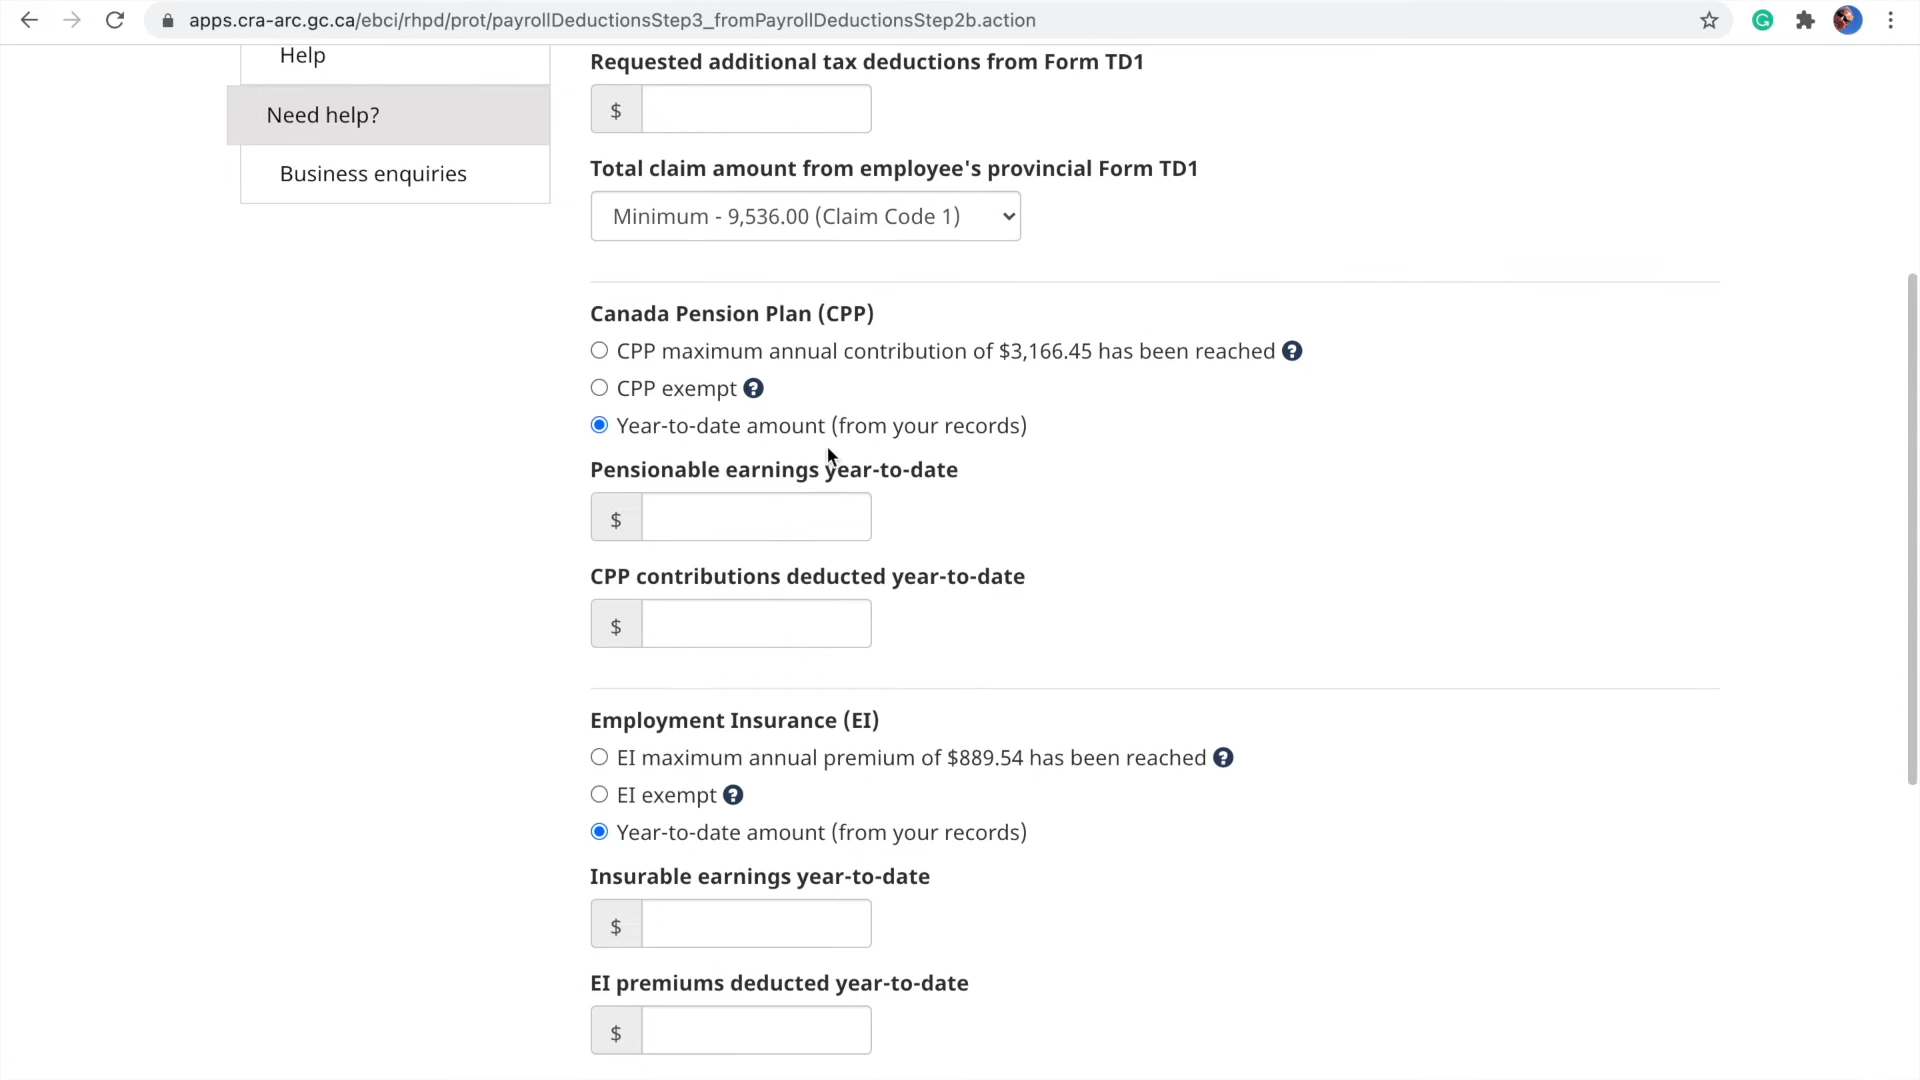 apps.cra-arc.gc.ca/ebci/rhpd/prot/payrollDeductionsStep3_fromPayrollDeductionsStep2b.action
Help
Need help?
Business enquiries
Requested additional tax deductions from Form TD1
$
Total claim amount from employee's provincial Form TD1
Minimum - 9,536.00 (Claim Code 1)
Canada Pension Plan (CPP)
CPP maximum annual contribution of $3,166.45 has been reached ?
CPP exempt ?
Year-to-date amount (from your records)
Pensionable earnings year-to-date
$
CPP contributions deducted year-to-date
$
Employment Insurance (EI)
EI maximum annual premium of $889.54 has been reached ?
EI exempt ?
Year-to-date amount (from your records)
Insurable earnings year-to-date
$
EI premiums deducted year-to-date
$